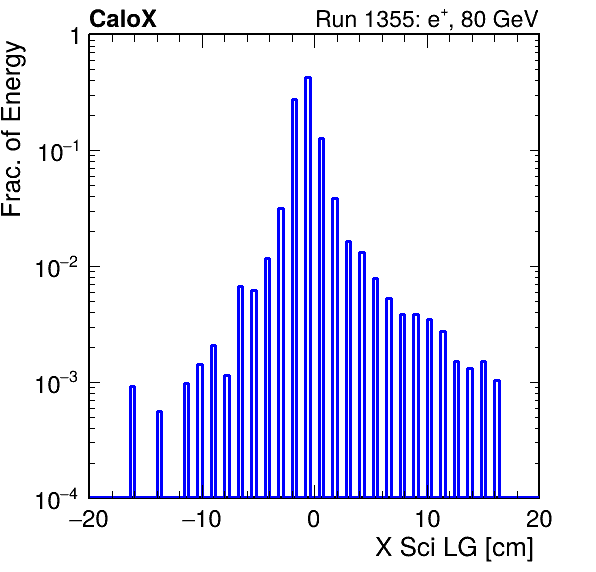 CaloX Run 1355: e⁺, 80 GeV
Frac. of Energy
1
10⁻¹
10⁻²
10⁻³
10⁻⁴
−20 −10 0 10 20
X Sci LG [cm]